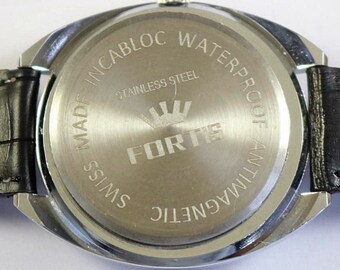 SWISS MADE INCABLOC WATERPROOF ANTIMAGNETIC
STAINLESS STEEL
FORTIS